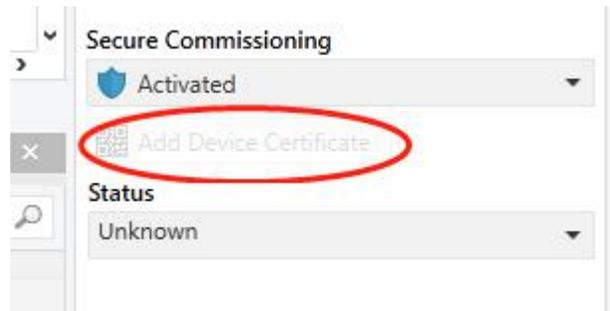 Secure Commissioning
Activated
Add Device Certificate
Status
Unknown